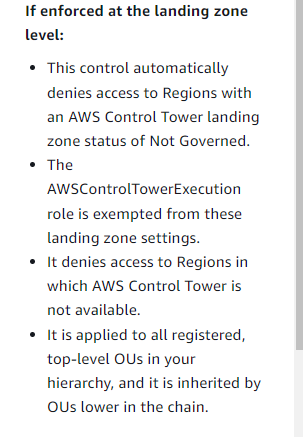 If enforced at the landing zone
level:
• This control automatically
denies access to Regions with
an AWS Control Tower landing
zone status of Not Governed.
• The
AWSControlTowerExecution
role is exempted from these
landing zone settings.
• It denies access to Regions in
which AWS Control Tower is
not available.
• It is applied to all registered,
top-level OUs in your
hierarchy, and it is inherited by
OUs lower in the chain.